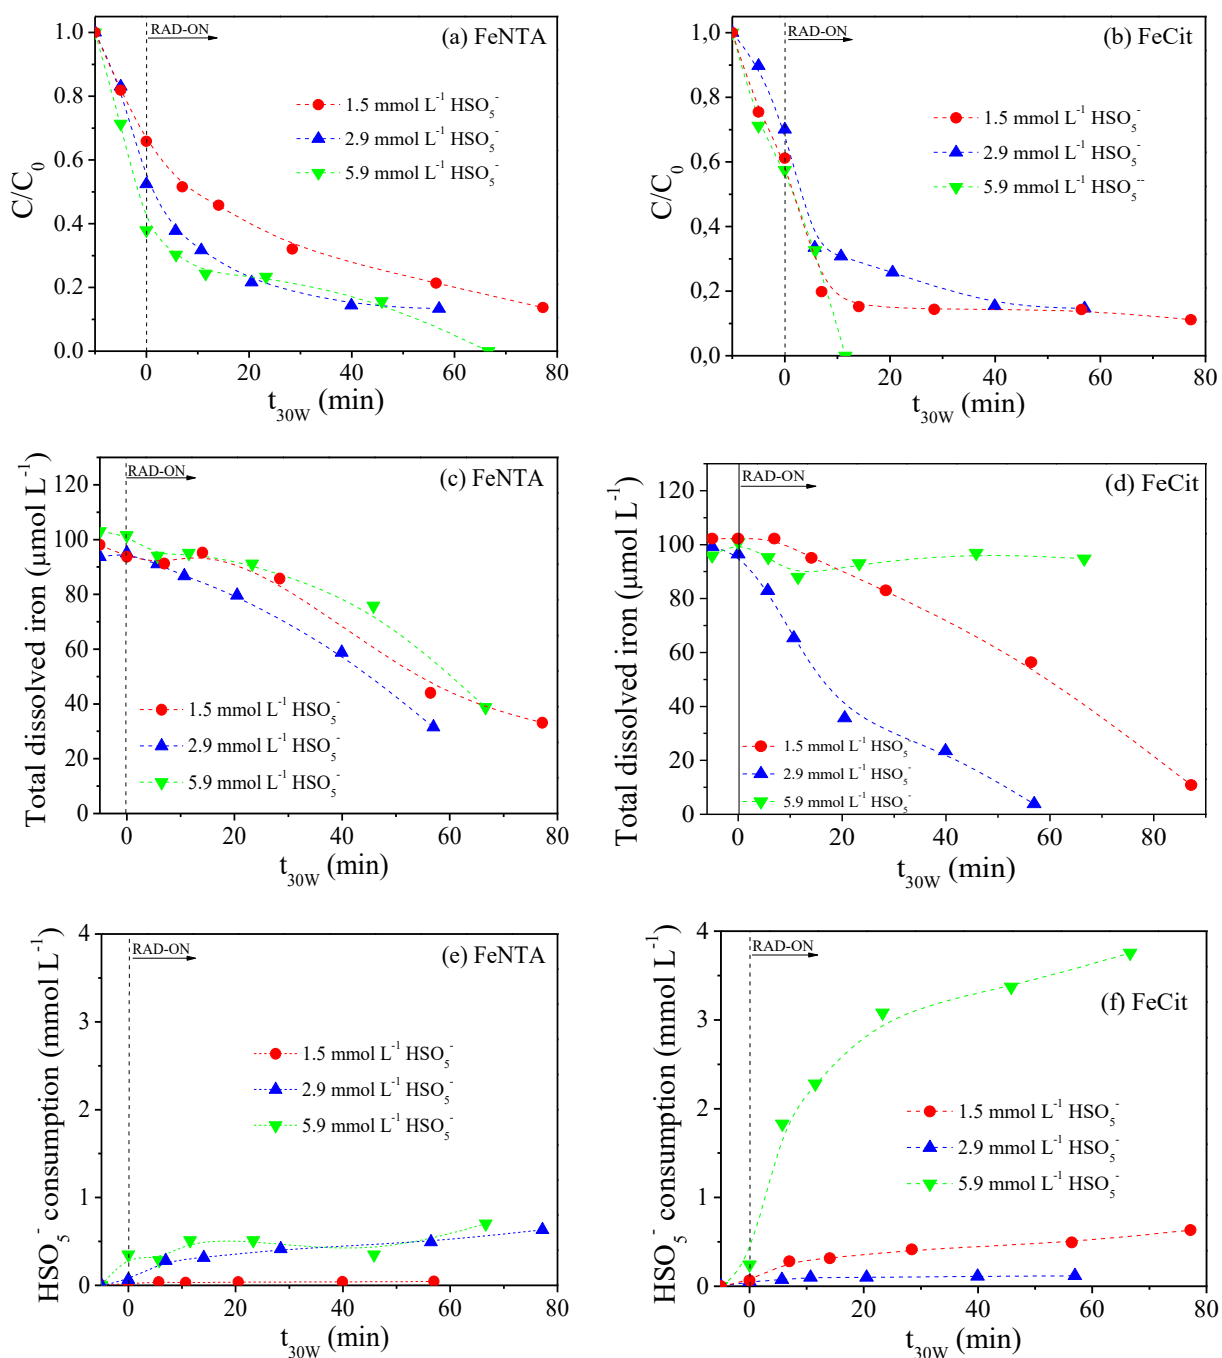 RAD-ON
(a) FeNTA
1.5 mmol L⁻¹ HSO₅⁻
2.9 mmol L⁻¹ HSO₅⁻
5.9 mmol L⁻¹ HSO₅⁻
C/C₀
1.0
0.8
0.6
0.4
0.2
0.0
0 20 40 60 80
t₃₀W (min)
RAD-ON
(b) FeCit
1.5 mmol L⁻¹ HSO₅⁻
2.9 mmol L⁻¹ HSO₅⁻
5.9 mmol L⁻¹ HSO₅⁻⁻
C/C₀
1,0
0,8
0,6
0,4
0,2
0,0
0 20 40 60 80
t₃₀W (min)
RAD-ON
(c) FeNTA
1.5 mmol L⁻¹ HSO₅⁻
2.9 mmol L⁻¹ HSO₅⁻
5.9 mmol L⁻¹ HSO₅⁻
Total dissolved iron (µmol L⁻¹)
120
100
80
60
40
20
0
0 20 40 60 80
t₃₀W (min)
RAD-ON
(d) FeCit
1.5 mmol L⁻¹ HSO₅⁻
2.9 mmol L⁻¹ HSO₅⁻
5.9 mmol L⁻¹ HSO₅⁻
Total dissolved iron (µmol L⁻¹)
120
100
80
60
40
20
0
0 20 40 60 80
t₃₀W (min)
RAD-ON
(e) FeNTA
1.5 mmol L⁻¹ HSO₅⁻
2.9 mmol L⁻¹ HSO₅⁻
5.9 mmol L⁻¹ HSO₅⁻
HSO₅⁻ consumption (mmol L⁻¹)
4
3
2
1
0
0 20 40 60 80
t₃₀W (min)
RAD-ON
(f) FeCit
1.5 mmol L⁻¹ HSO₅⁻
2.9 mmol L⁻¹ HSO₅⁻
5.9 mmol L⁻¹ HSO₅⁻
HSO₅⁻ consumption (mmol L⁻¹)
4
3
2
1
0
0 20 40 60 80
t₃₀W (min)